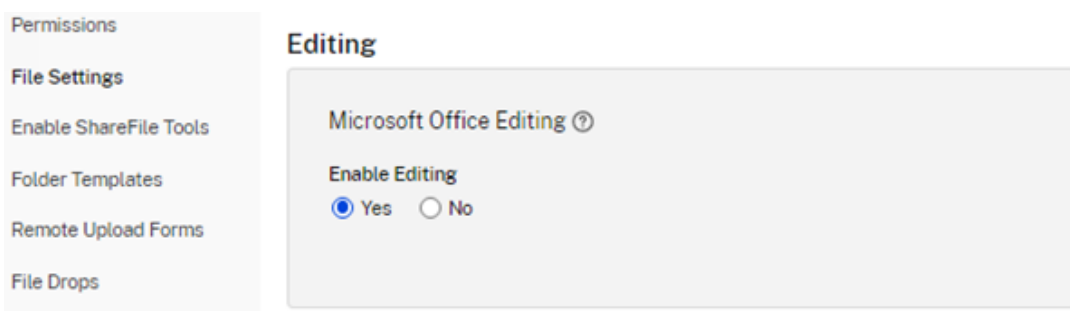 Permissions
File Settings
Enable ShareFile Tools
Folder Templates
Remote Upload Forms
File Drops
Editing
Microsoft Office Editing ?
Enable Editing
Yes No